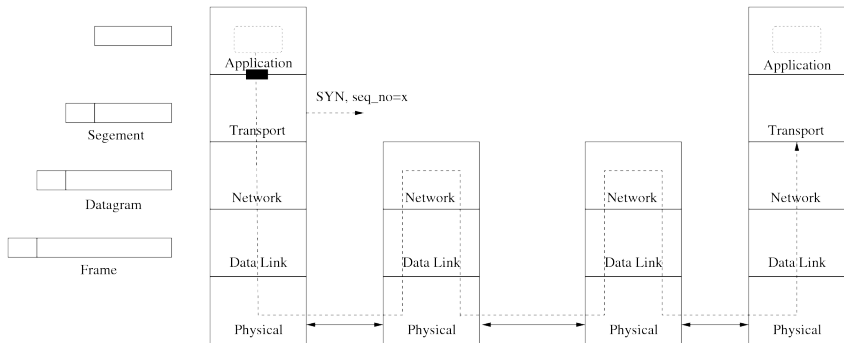 Application
Application
SYN, seq_no=x
Segement
Transport
Transport
Datagram
Network
Network
Network
Network
Frame
Data Link
Data Link
Data Link
Data Link
Physical
Physical
Physical
Physical